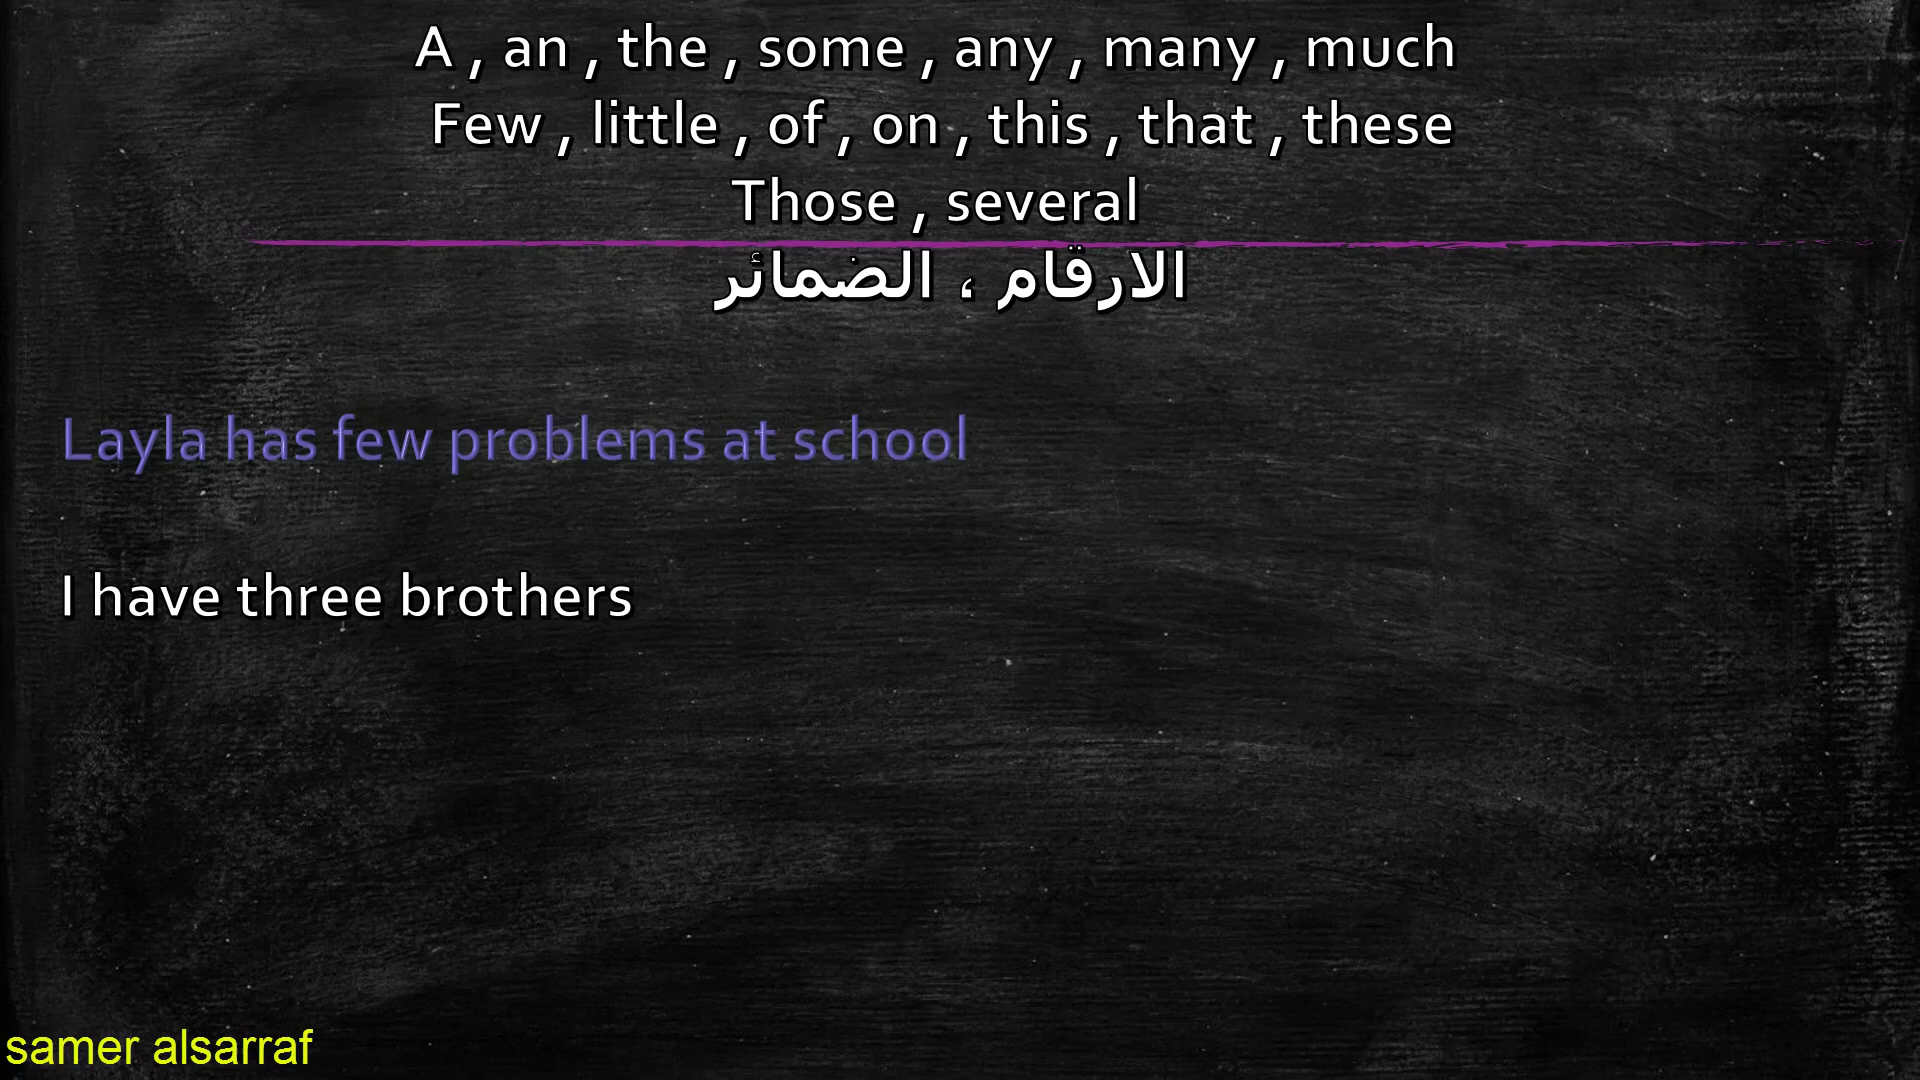 A , an , the , some , any , many , much
Few , little , of , on , this , that , these
Those , several
الارقام ، الضمائر
Layla has few problems at school
I have three brothers
samer alsarraf